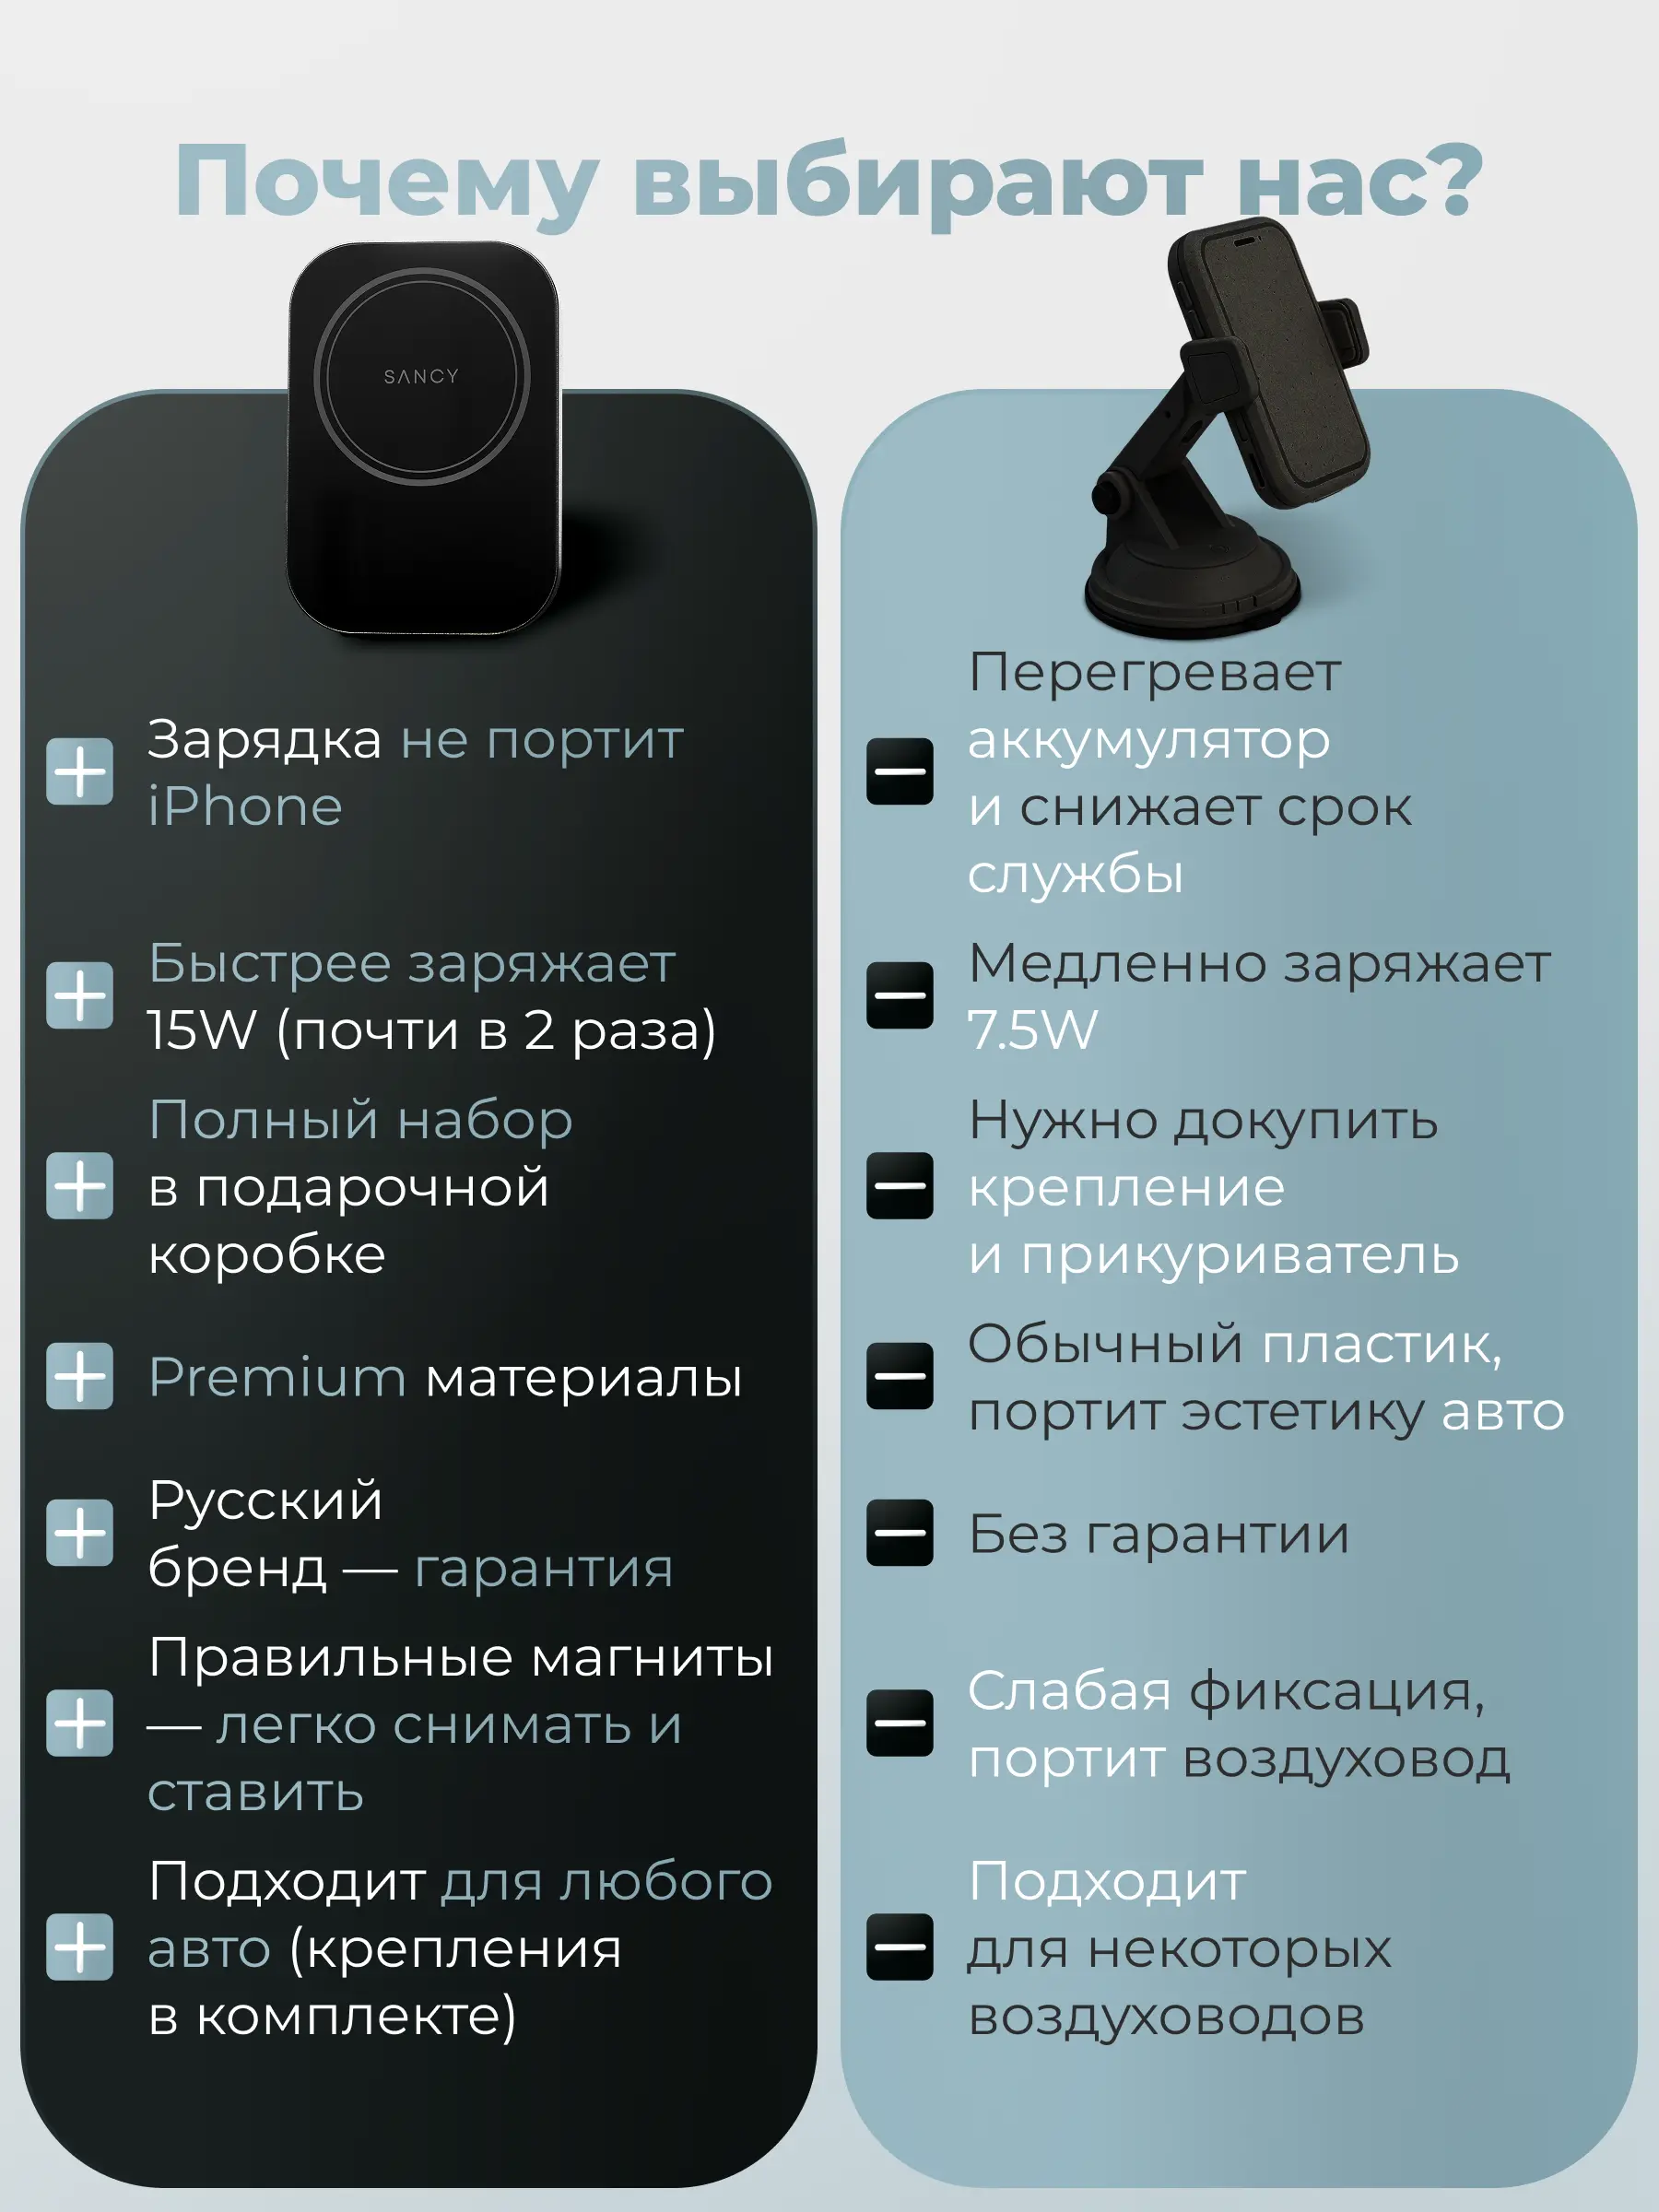 Почему выбирают нас?
SANCY
Зарядка не портит
iPhone
Быстрее заряжает
15W (почти в 2 раза)
Полный набор
в подарочной
коробке
Premium материалы
Русский
бренд — гарантия
Правильные магниты
— легко снимать и
ставить
Подходит для любого
авто (крепления
в комплекте)
Перегревает
аккумулятор
и снижает срок
службы
Медленно заряжает
7.5W
Нужно докупить
крепление
и прикуриватель
Обычный пластик,
портит эстетику авто
Без гарантии
Слабая фиксация,
портит воздуховод
Подходит
для некоторых
воздуховодов